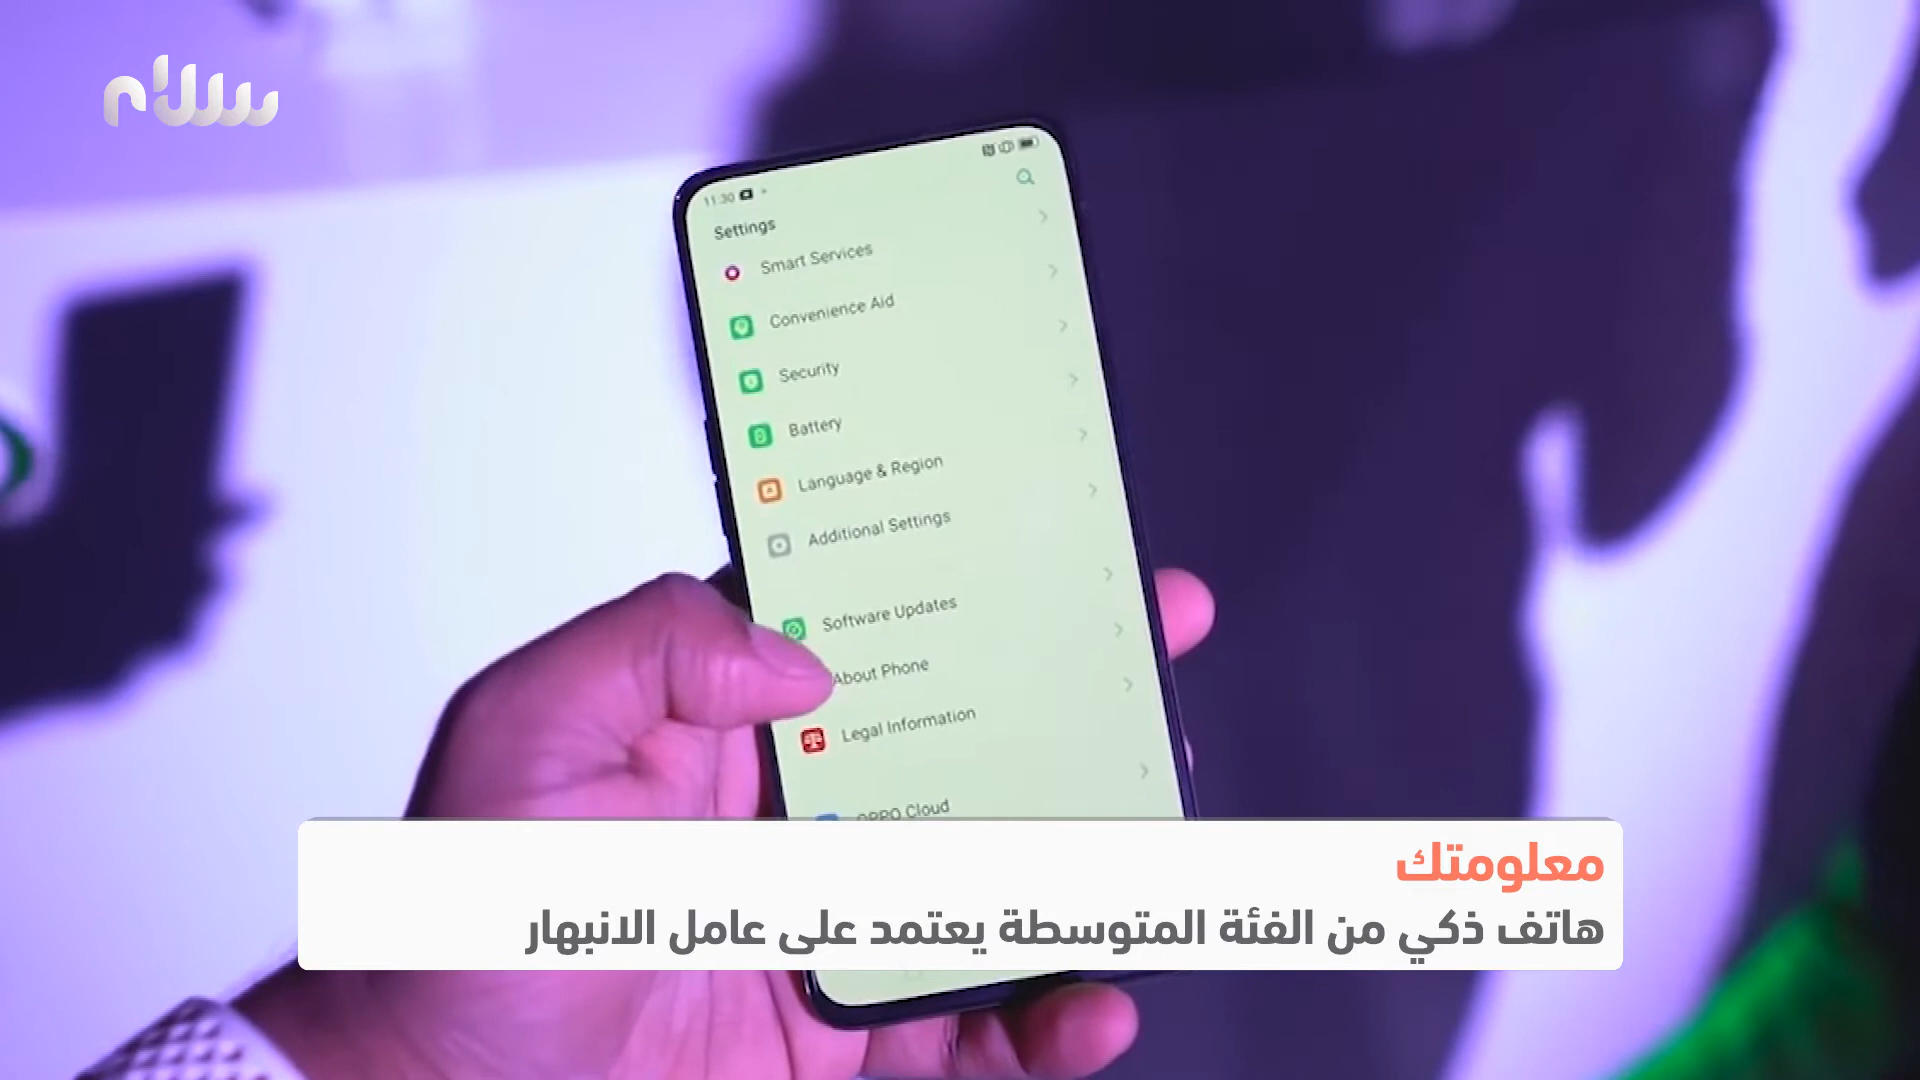 سلام
11:30
Settings
Smart Services
Convenience Aid
Security
Battery
Language & Region
Additional Settings
Software Updates
About Phone
Legal Information
OPPO Cloud
معلومتك
هاتف ذكي من الفئة المتوسطة يعتمد على عامل الانبهار